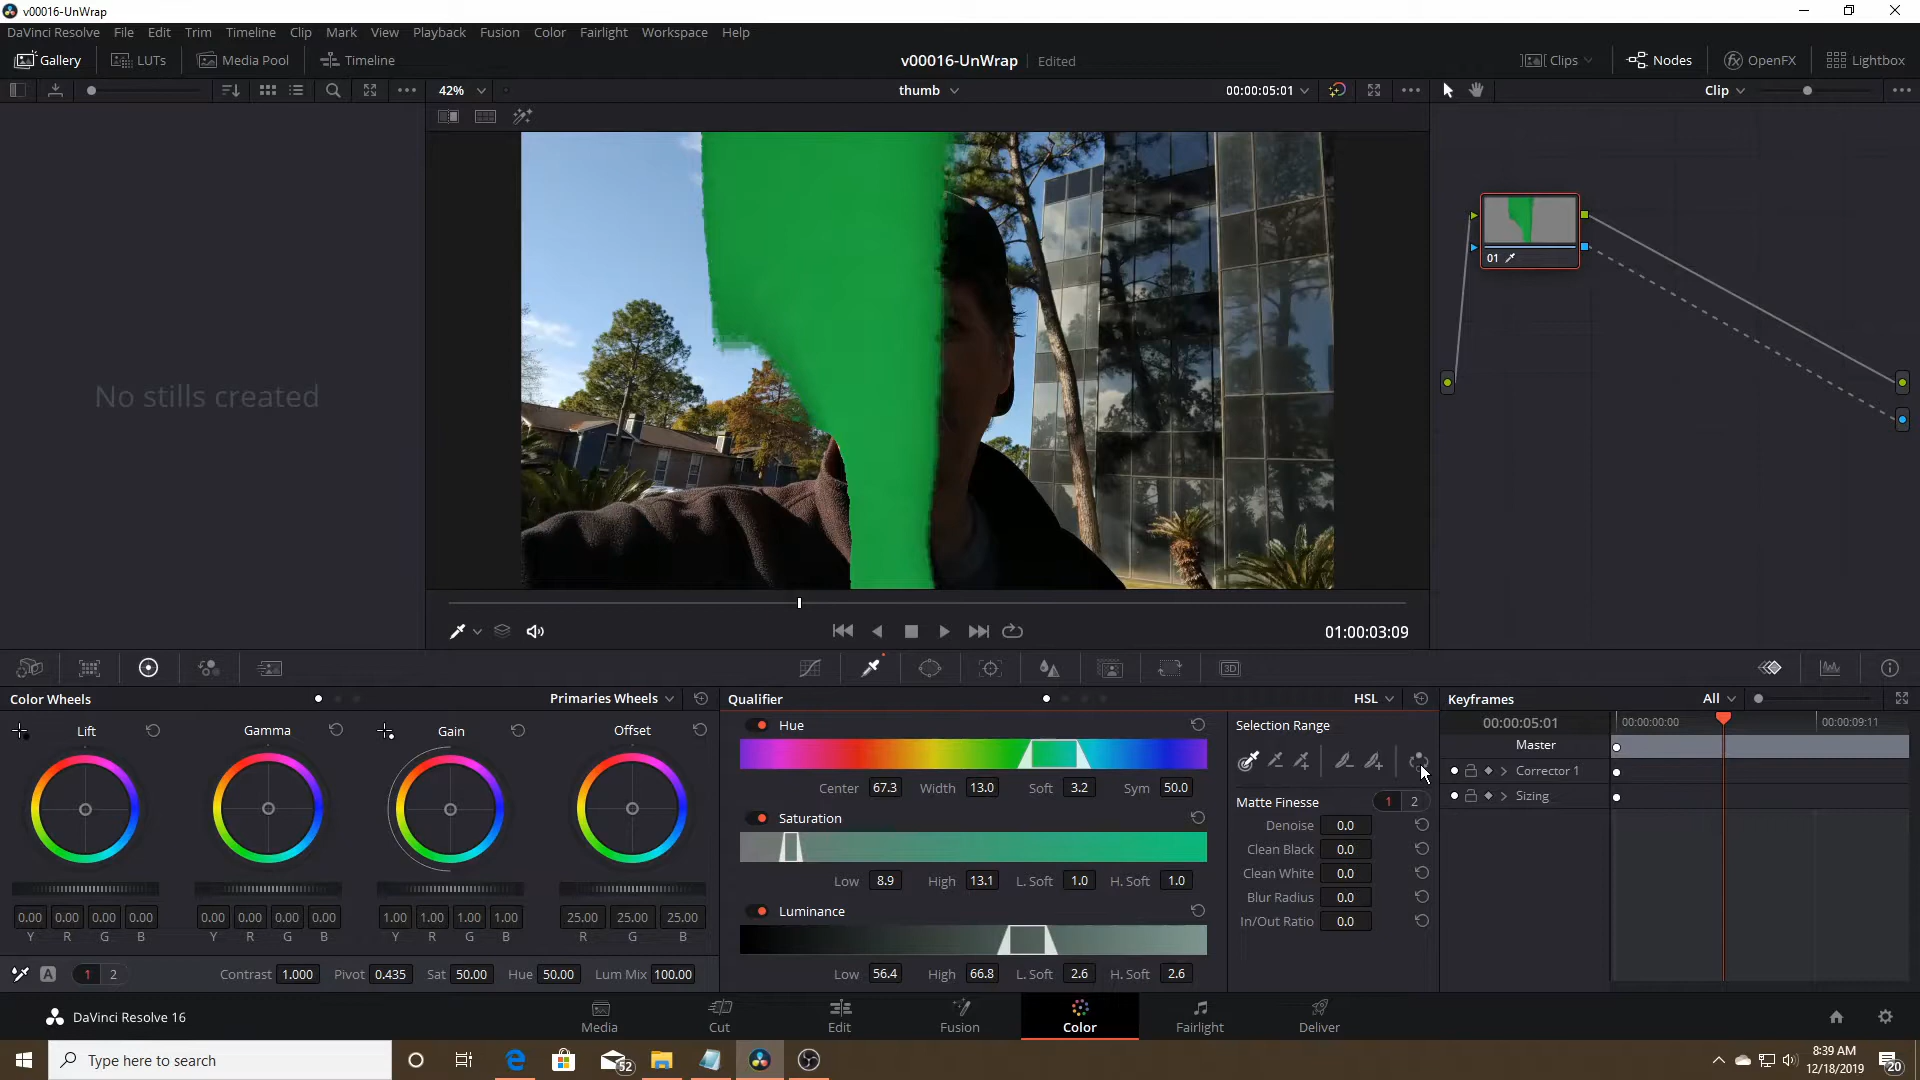 v00016-UnWrap
DaVinci Resolve File Edit Trim Timeline Clip Mark View Playback Fusion Color Fairlight Workspace Help
Gallery LUTs Media Pool Timeline v00016-UnWrap Edited Clips Nodes OpenFX Lightbox
42% thumb 00:00:05:01 Clip
No stills created
01
01:00:03:09
Color Wheels Primaries Wheels Qualifier HSL Keyframes All
Lift Gamma Gain Offset
0.00 0.00 0.00 0.00 0.00 0.00 0.00 0.00 1.00 1.00 1.00 1.00 25.00 25.00 25.00
Y R G B Y R G B Y R G B R G B
A 1 2 Contrast 1.000 Pivot 0.435 Sat 50.00 Hue 50.00 Lum Mix 100.00
Hue
Center 67.3 Width 13.0 Soft 3.2 Sym 50.0
Saturation
Low 8.9 High 13.1 L. Soft 1.0 H. Soft 1.0
Luminance
Low 56.4 High 66.8 L. Soft 2.6 H. Soft 2.6
Selection Range
Matte Finesse 1 2
Denoise 0.0
Clean Black 0.0
Clean White 0.0
Blur Radius 0.0
In/Out Ratio 0.0
00:00:05:01 00:00:00:00 00:00:09:11
Master
Corrector 1
Sizing
3D
DaVinci Resolve 16 Media Cut Edit Fusion Color Fairlight Deliver
Type here to search 52 8:39 AM
12/18/2019 20